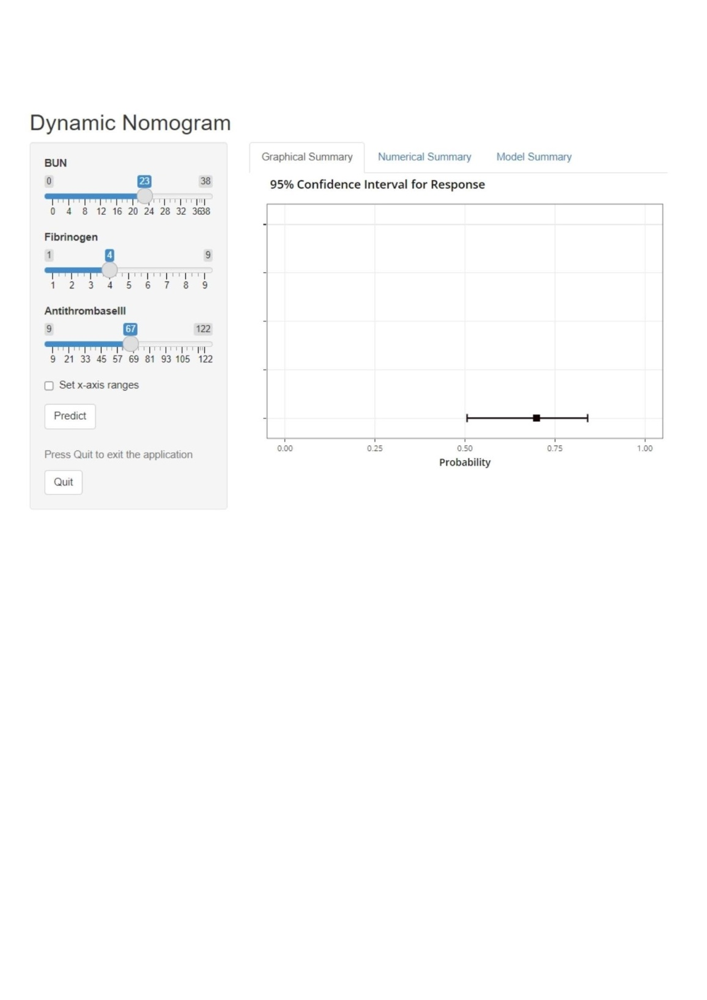 Dynamic Nomogram
BUN
0 23 38
0 4 8 12 16 20 24 28 32 3638
Fibrinogen
1 4 9
1 2 3 4 5 6 7 8 9
AntithrombaseIII
9 67 122
9 21 33 45 57 69 81 93 105 122
Set x-axis ranges
Predict
Press Quit to exit the application
Quit
Graphical Summary Numerical Summary Model Summary
95% Confidence Interval for Response
0.00 0.25 0.50 0.75 1.00
Probability